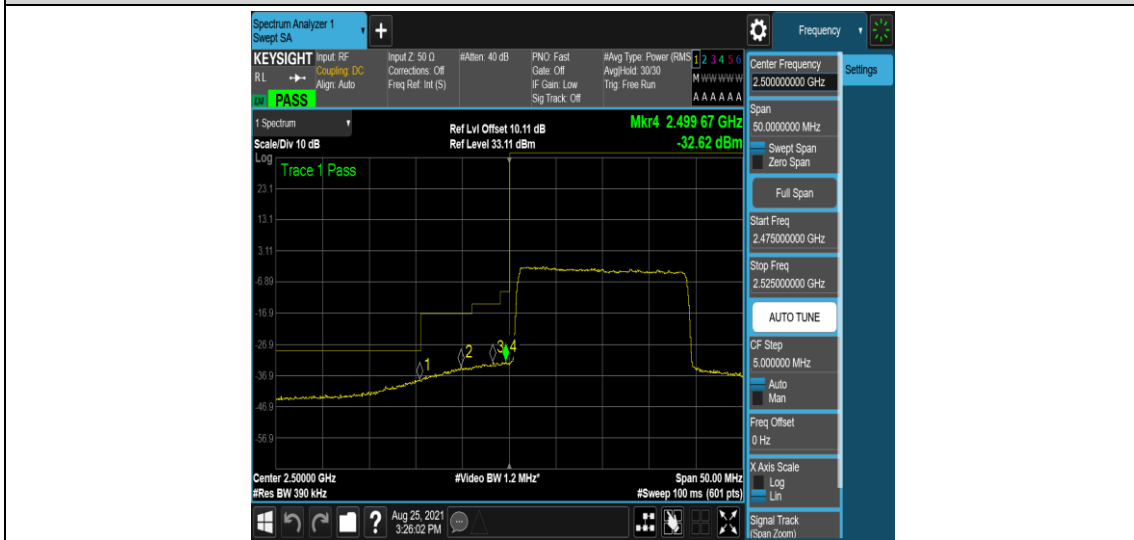 Spectrum Analyzer 1
Swept SA
+
Frequency
KEYSIGHT
Input: RF
Coupling: DC
Align: Auto
RL
LXI
PASS
Input Z: 50 Ω
Corrections: Off
Freq Ref: Int (S)
#Atten: 40 dB
PNO: Fast
Gate: Off
IF Gain: Low
Sig Track: Off
#Avg Type: Power (RMS
Avg|Hold: 30/30
Trig: Free Run
1 2 3 4 5 6
M W W W W W
A A A A A A
Center Frequency
2.500000000 GHz
Settings
Span
50.0000000 MHz
Swept Span
Zero Span
Full Span
Start Freq
2.475000000 GHz
Stop Freq
2.525000000 GHz
AUTO TUNE
CF Step
5.000000 MHz
Auto
Man
Freq Offset
0 Hz
X Axis Scale
Log
Lin
Signal Track
(Span Zoom)
1 Spectrum
Scale/Div 10 dB
Ref Lvl Offset 10.11 dB
Ref Level 33.11 dBm
Mkr4 2.499 67 GHz
-32.62 dBm
Log
Trace 1 Pass
23.1
13.1
3.11
-6.89
-16.9
-26.9
-36.9
-46.9
-56.9
1
2
3
4
Center 2.50000 GHz
#Res BW 390 kHz
#Video BW 1.2 MHz*
Span 50.00 MHz
#Sweep 100 ms (601 pts)
?
Aug 25, 2021
3:26:02 PM